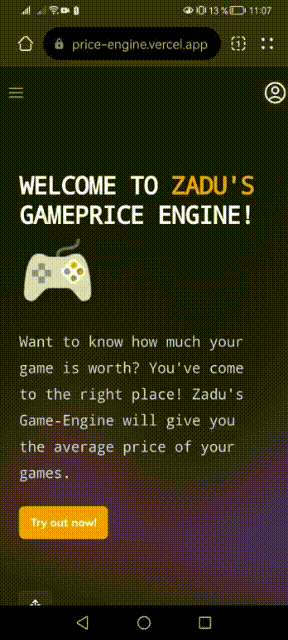 13 % 11:07
price-engine.vercel.app 1
WELCOME TO ZADU'S
GAMEPRICE ENGINE!
Want to know how much your
game is worth? You've come
to the right place! Zadu's
Game-Engine will give you
the average price of your
games.
Try out now!